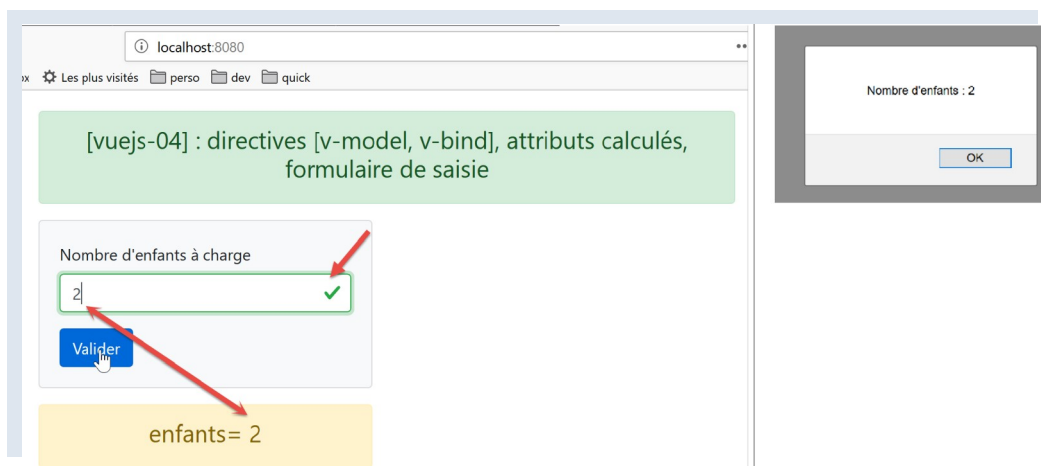 localhost:8080
Les plus visités perso dev quick
[vuejs-04] : directives [v-model, v-bind], attributs calculés,
formulaire de saisie
Nombre d'enfants à charge
2
Valider
enfants= 2
Nombre d'enfants : 2
OK